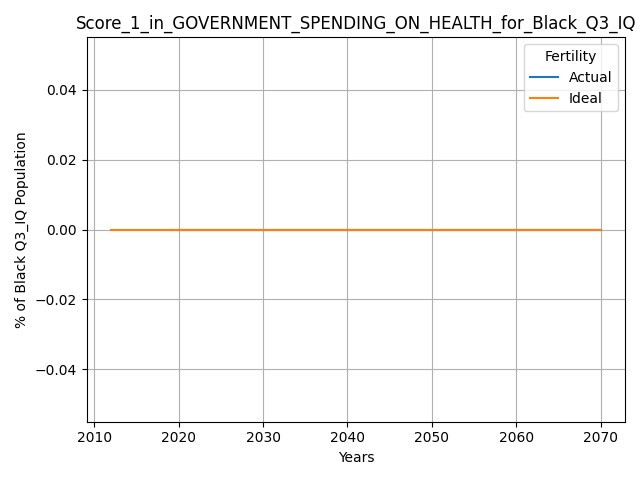 Score_1_in_GOVERNMENT_SPENDING_ON_HEALTH_for_Black_Q3_IQ
Fertility
Actual
Ideal
0.04
0.02
0.00
−0.02
−0.04
% of Black Q3_IQ Population
2010 2020 2030 2040 2050 2060 2070
Years